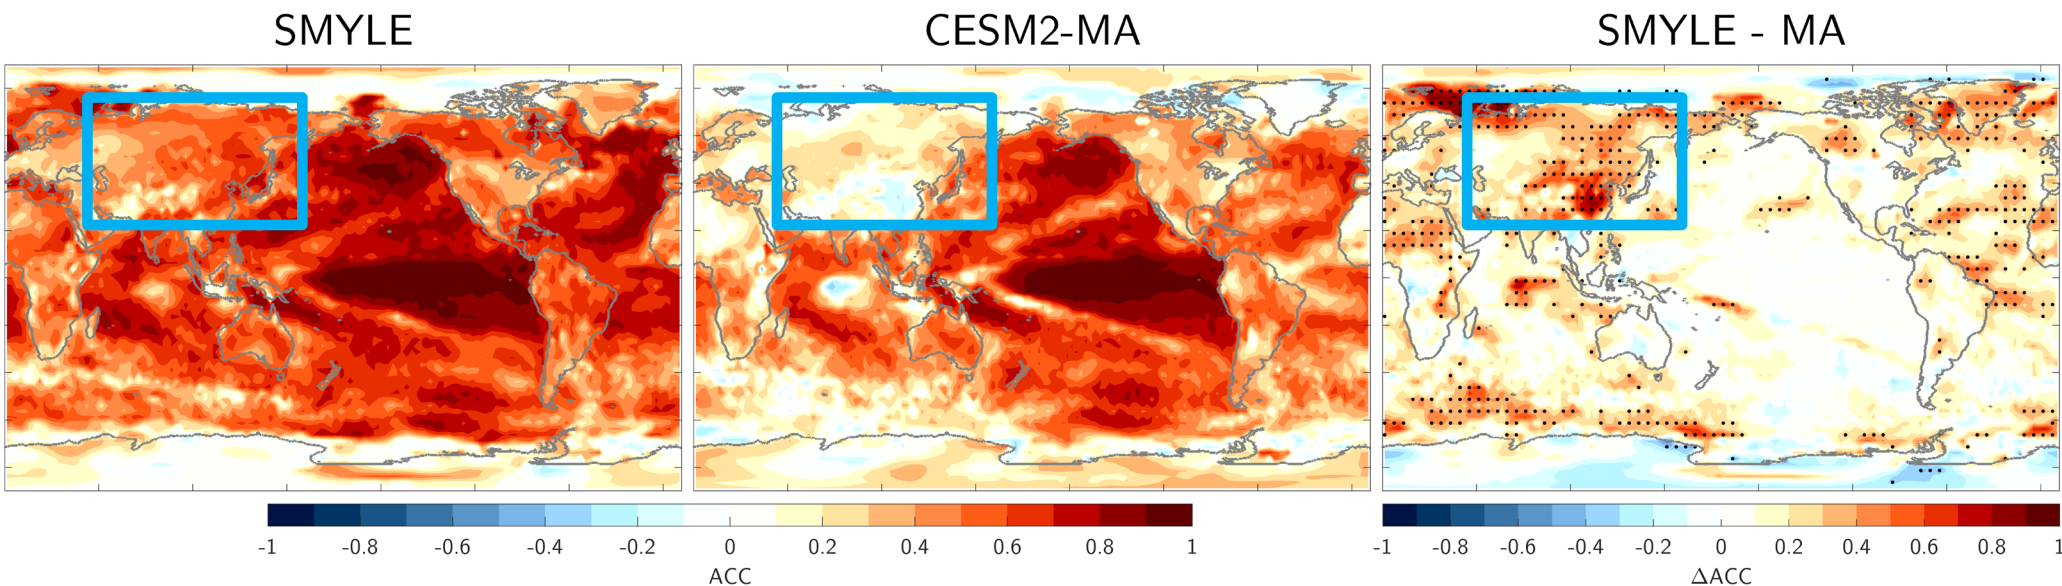 SMYLE CESM2-MA SMYLE - MA
-1 -0.8 -0.6 -0.4 -0.2 0 0.2 0.4 0.6 0.8 1 -1 -0.8 -0.6 -0.4 -0.2 0 0.2 0.4 0.6 0.8 1
ACC ΔACC